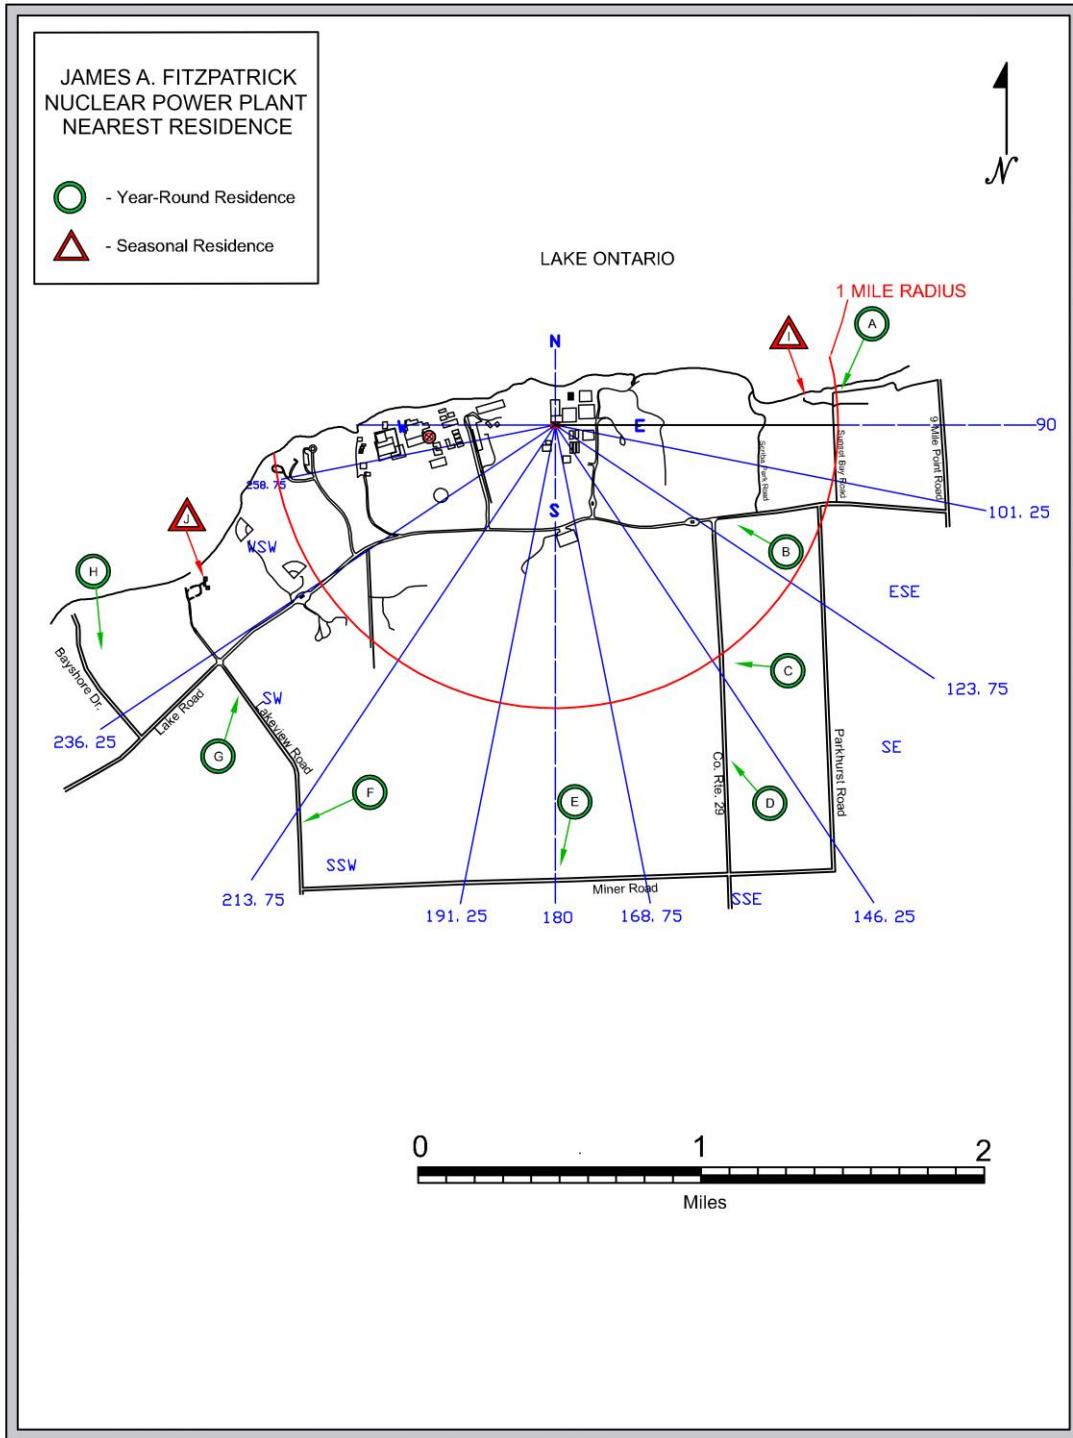 JAMES A. FITZPATRICK
NUCLEAR POWER PLANT
NEAREST RESIDENCE
- Year-Round Residence
- Seasonal Residence
N
LAKE ONTARIO
1 MILE RADIUS
A
I
N
W
E
90
9 Mile Point Road
Sunset Bay Road
Scriba Park Road
258. 75
101. 25
S
J
WSW
B
H
ESE
Bayshore Dr.
C
123. 75
SW
Lake Road
Lakeview Road
236. 25
G
SE
Parkhurst Road
Co. Rte. 29
F
E
D
SSW
Miner Road
SSE
213. 75
191. 25
180
168. 75
146. 25
0
1
2
Miles